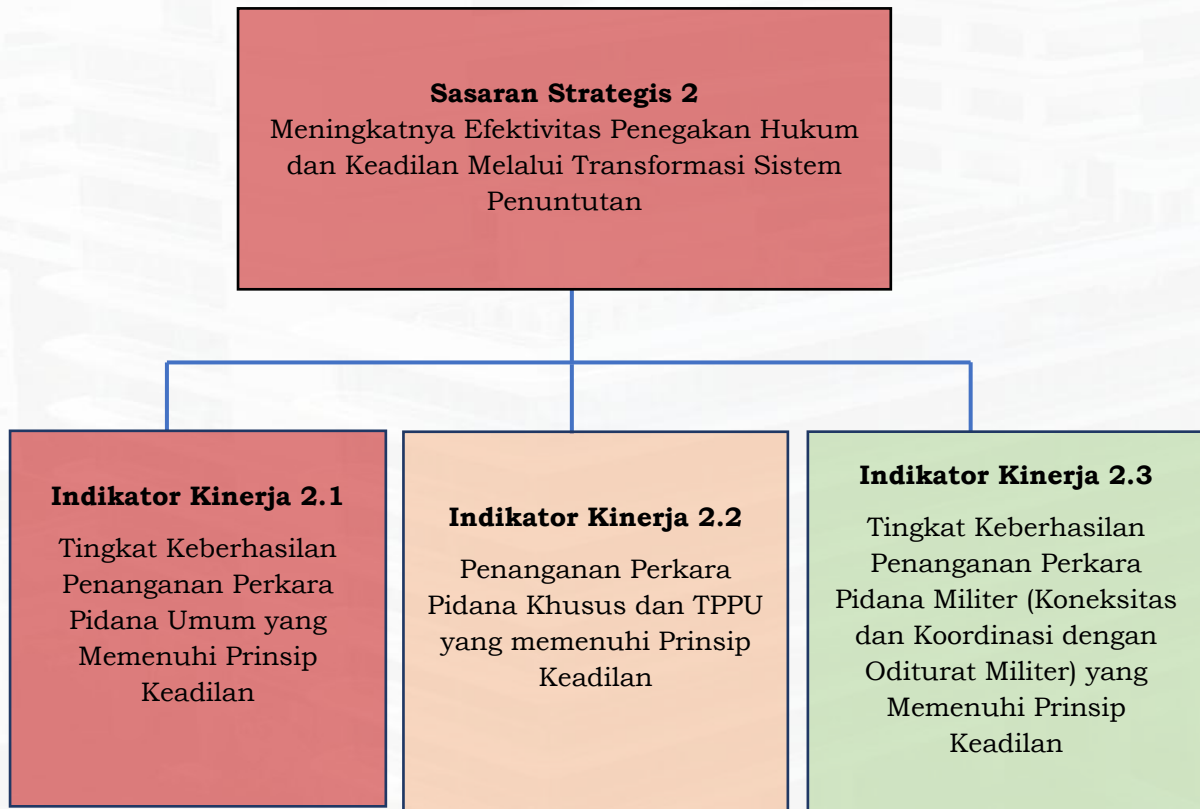 Sasaran Strategis 2
Meningkatnya Efektivitas Penegakan Hukum
dan Keadilan Melalui Transformasi Sistem
Penuntutan
Indikator Kinerja 2.1
Tingkat Keberhasilan
Penanganan Perkara
Pidana Umum yang
Memenuhi Prinsip
Keadilan
Indikator Kinerja 2.2
Penanganan Perkara
Pidana Khusus dan TPPU
yang memenuhi Prinsip
Keadilan
Indikator Kinerja 2.3
Tingkat Keberhasilan
Penanganan Perkara
Pidana Militer (Koneksitas
dan Koordinasi dengan
Oditurat Militer) yang
Memenuhi Prinsip
Keadilan